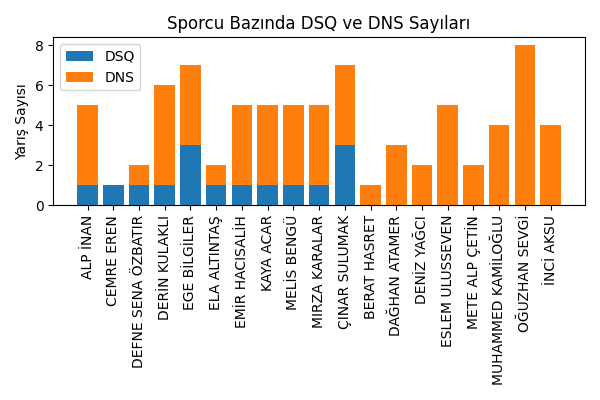 Sporcu Bazında DSQ ve DNS Sayıları
DSQ
DNS
Yarış Sayısı
8
6
4
2
0
ALP İNAN
CEMRE EREN
DEFNE SENA ÖZBATIR
DERİN KULAKLI
EGE BİLGİLER
ELA ALTINTAŞ
EMİR HACISALİH
KAYA ACAR
MELİS BENGÜ
MIRZA KARALAR
ÇINAR SULUMAK
BERAT HASRET
DAĞHAN ATAMER
DENİZ YAĞCI
ESLEM ULUSSEVEN
METE ALP ÇETİN
MUHAMMED KAMİLOĞLU
OĞUZHAN SEVGİ
İNCİ AKSU